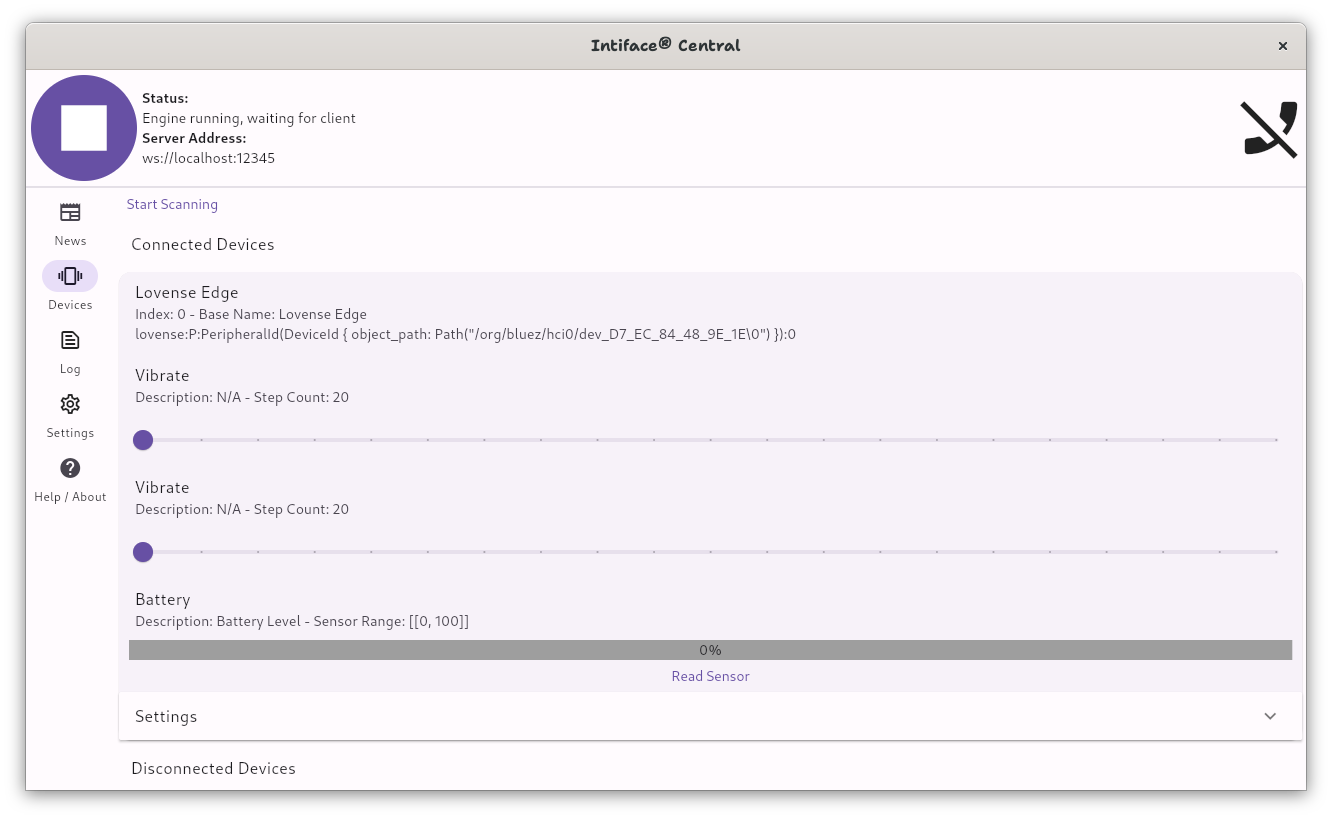 Intiface® Central
Status:
Engine running, waiting for client
Server Address:
ws://localhost:12345
News
Devices
Log
Settings
Help / About
Start Scanning
Connected Devices
Lovense Edge
Index: 0 - Base Name: Lovense Edge
lovense:P:PeripheralId(DeviceId { object_path: Path("/org/bluez/hci0/dev_D7_EC_84_48_9E_1E\0") }):0
Vibrate
Description: N/A - Step Count: 20
Vibrate
Description: N/A - Step Count: 20
Battery
Description: Battery Level - Sensor Range: [[0, 100]]
0%
Read Sensor
Settings
Disconnected Devices